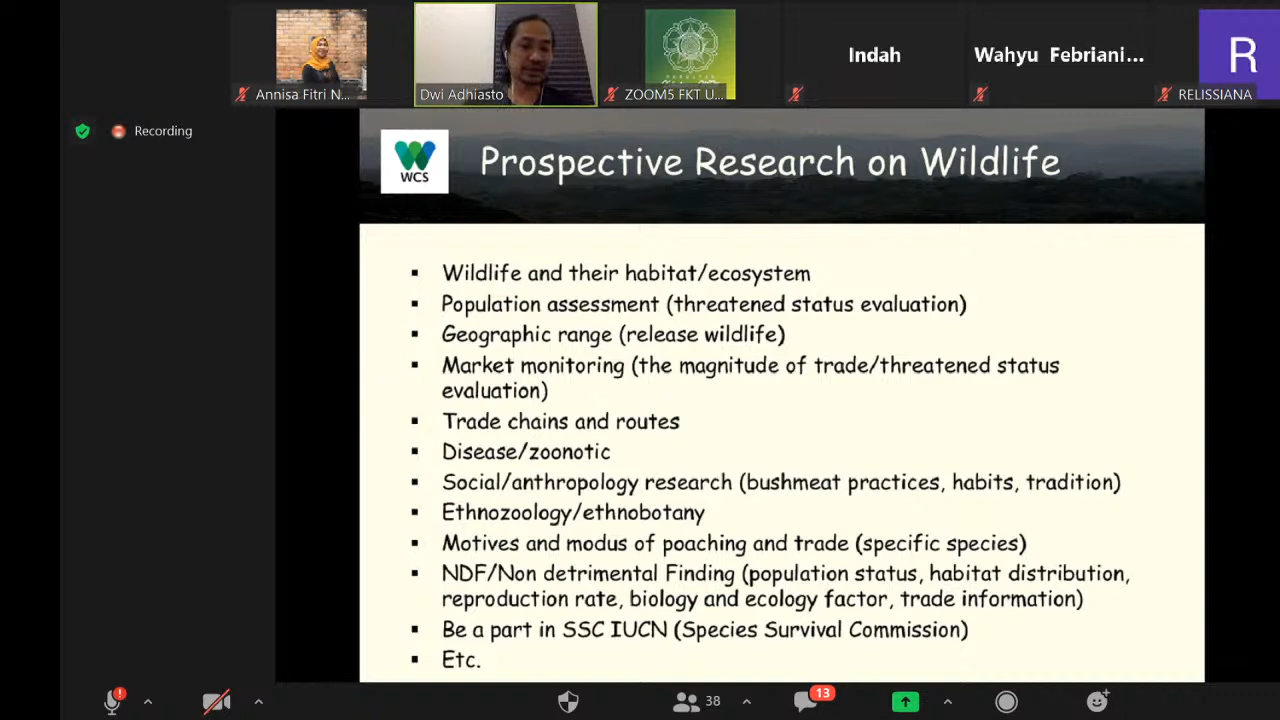 Annisa Fitri N...
Dwi Adhiasto
ZOOM5 FKT U...
Indah
Wahyu Febriani...
R
RELISSIANA
Recording
WCS
Prospective Research on Wildlife
▪ Wildlife and their habitat/ecosystem
▪ Population assessment (threatened status evaluation)
▪ Geographic range (release wildlife)
▪ Market monitoring (the magnitude of trade/threatened status
evaluation)
▪ Trade chains and routes
▪ Disease/zoonotic
▪ Social/anthropology research (bushmeat practices, habits, tradition)
▪ Ethnozoology/ethnobotany
▪ Motives and modus of poaching and trade (specific species)
▪ NDF/Non detrimental Finding (population status, habitat distribution,
reproduction rate, biology and ecology factor, trade information)
▪ Be a part in SSC IUCN (Species Survival Commission)
▪ Etc.
38
13